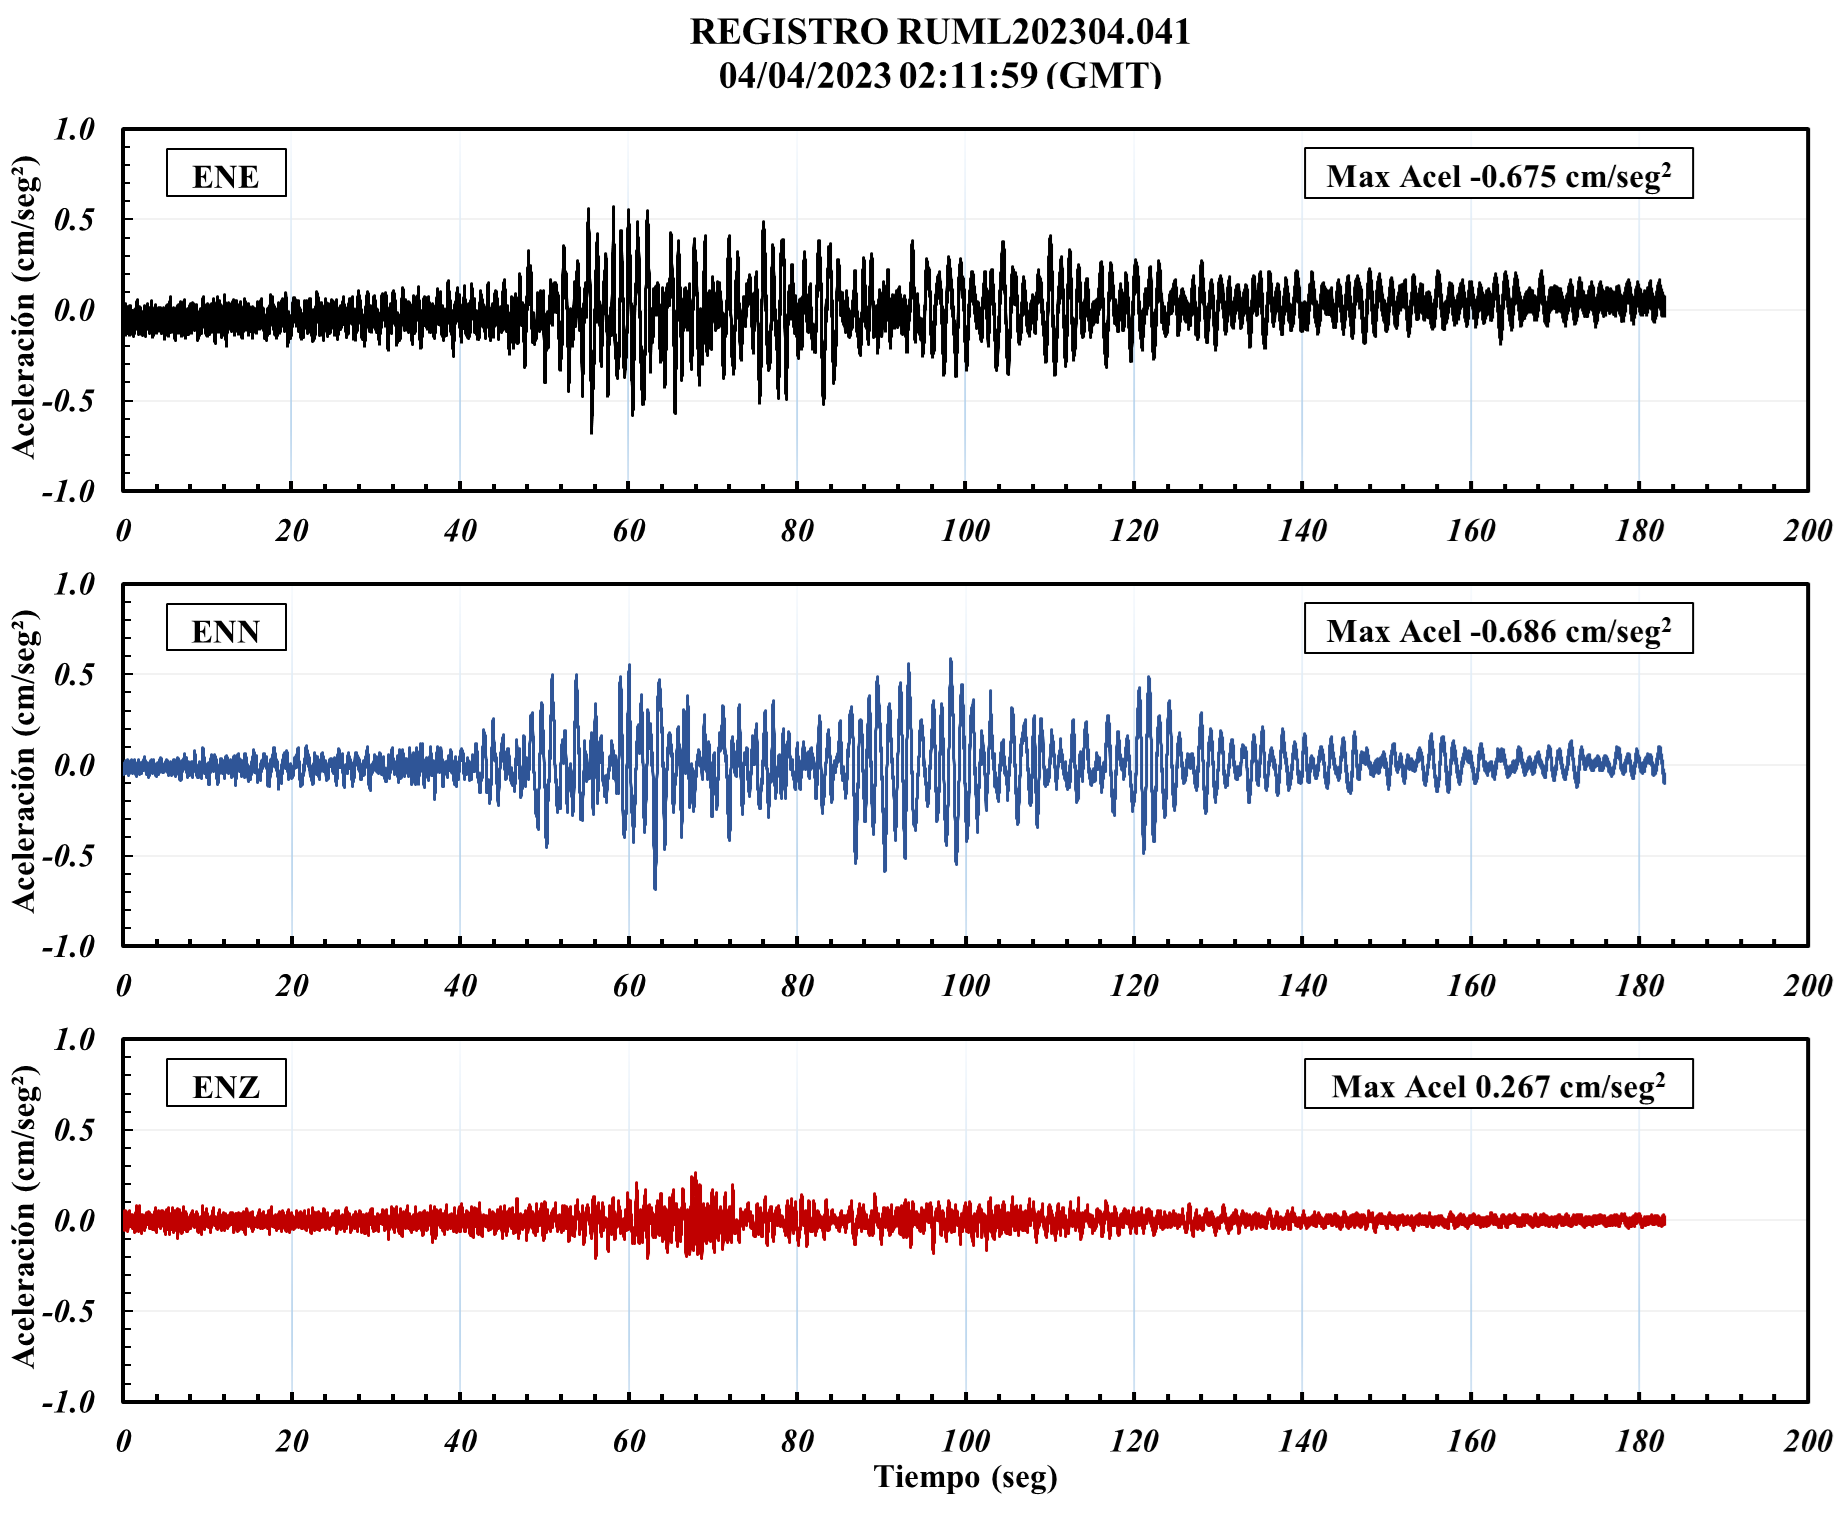 REGISTRO RUML202304.041
04/04/2023 02:11:59 (GMT)
Aceleración (cm/seg²)
1.0
0.5
0.0
-0.5
-1.0
ENE
Max Acel -0.675 cm/seg²
0 20 40 60 80 100 120 140 160 180 200
Aceleración (cm/seg²)
1.0
0.5
0.0
-0.5
-1.0
ENN
Max Acel -0.686 cm/seg²
0 20 40 60 80 100 120 140 160 180 200
Aceleración (cm/seg²)
1.0
0.5
0.0
-0.5
-1.0
ENZ
Max Acel 0.267 cm/seg²
0 20 40 60 80 100 120 140 160 180 200
Tiempo (seg)